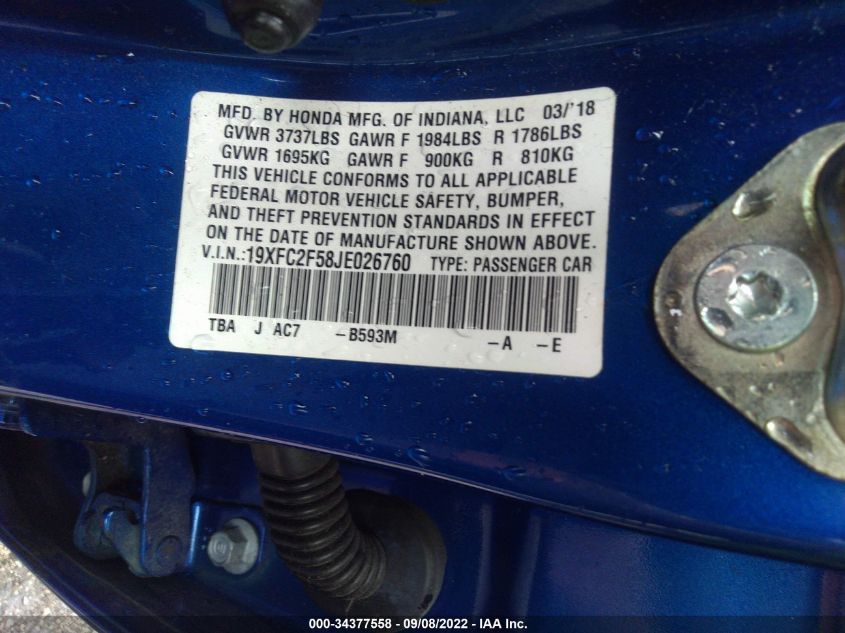 MFD. BY HONDA MFG. OF INDIANA, LLC 03/'18
GVWR 3737LBS GAWR F 1984LBS R 1786LBS
GVWR 1695KG GAWR F 900KG R 810KG
THIS VEHICLE CONFORMS TO ALL APPLICABLE
FEDERAL MOTOR VEHICLE SAFETY, BUMPER,
AND THEFT PREVENTION STANDARDS IN EFFECT
ON THE DATE OF MANUFACTURE SHOWN ABOVE.
V.I.N.:19XFC2F58JE026760 TYPE: PASSENGER CAR
TBA J AC7 -B593M -A -E
000-34377558 - 09/08/2022 - IAA Inc.